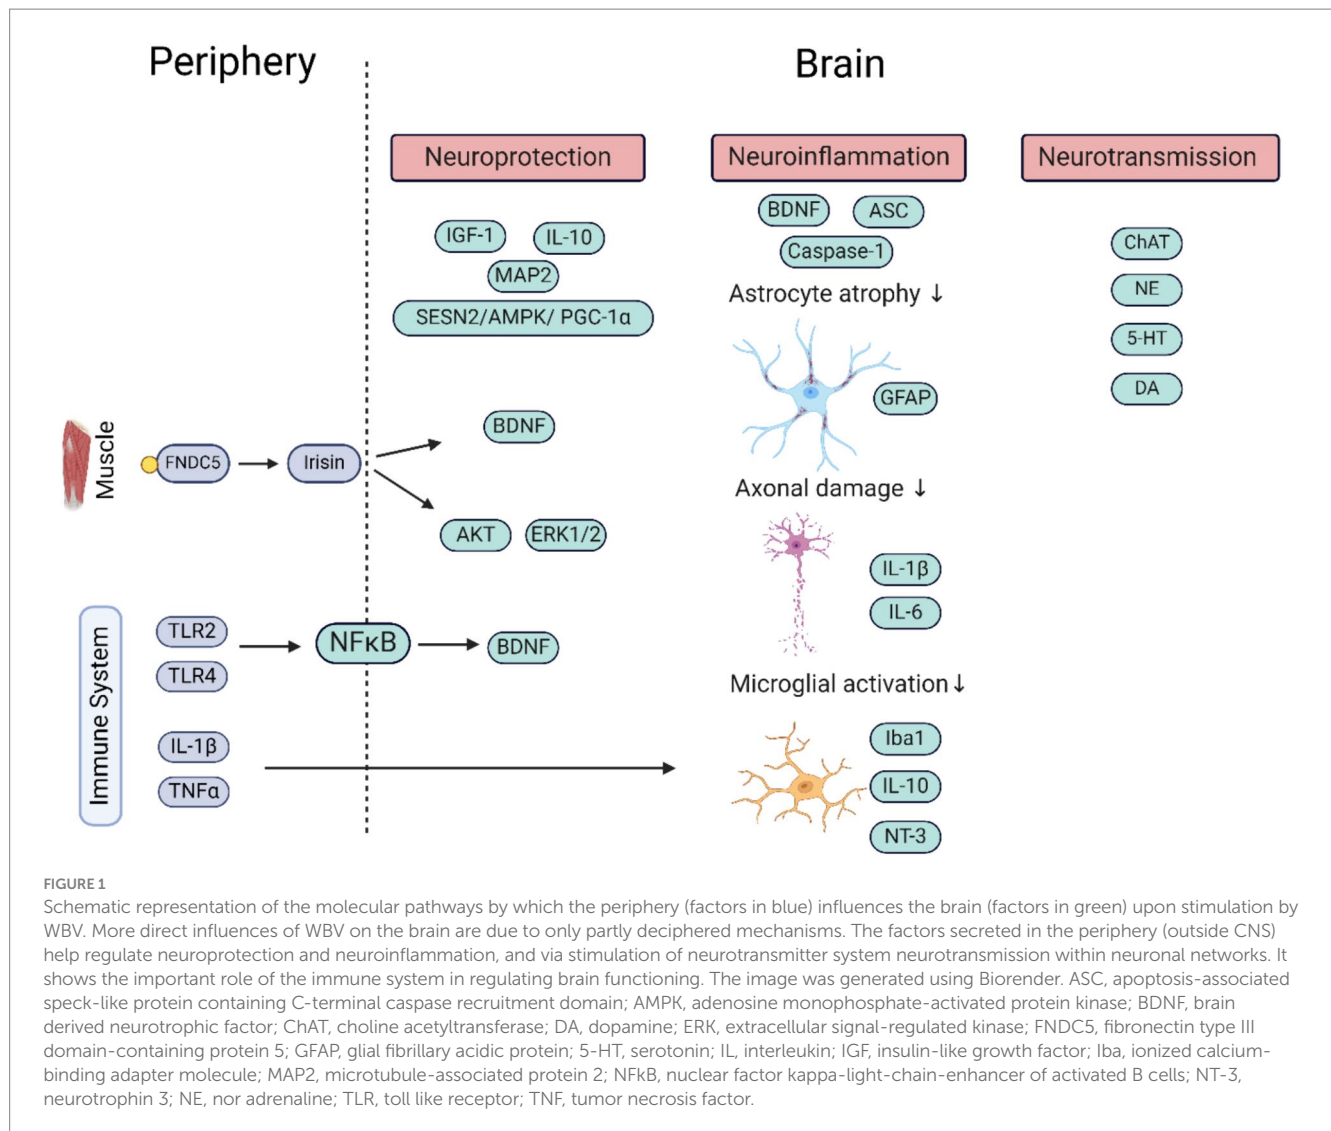 Periphery
Brain
Neuroprotection
Neuroinflammation
Neurotransmission
IGF-1
IL-10
MAP2
SESN2/AMPK/ PGC-1α
BDNF
ASC
Caspase-1
Astrocyte atrophy ↓
GFAP
ChAT
NE
5-HT
DA
Muscle
FNDC5
Irisin
BDNF
AKT
ERK1/2
Axonal damage ↓
IL-1β
IL-6
Immune System
TLR2
TLR4
NFκB
BDNF
IL-1β
TNFα
Microglial activation↓
Iba1
IL-10
NT-3
FIGURE 1
Schematic representation of the molecular pathways by which the periphery (factors in blue) influences the brain (factors in green) upon stimulation by
WBV. More direct influences of WBV on the brain are due to only partly deciphered mechanisms. The factors secreted in the periphery (outside CNS)
help regulate neuroprotection and neuroinflammation, and via stimulation of neurotransmitter system neurotransmission within neuronal networks. It
shows the important role of the immune system in regulating brain functioning. The image was generated using Biorender. ASC, apoptosis-associated
speck-like protein containing C-terminal caspase recruitment domain; AMPK, adenosine monophosphate-activated protein kinase; BDNF, brain
derived neurotrophic factor; ChAT, choline acetyltransferase; DA, dopamine; ERK, extracellular signal-regulated kinase; FNDC5, fibronectin type III
domain-containing protein 5; GFAP, glial fibrillary acidic protein; 5-HT, serotonin; IL, interleukin; IGF, insulin-like growth factor; Iba, ionized calcium-
binding adapter molecule; MAP2, microtubule-associated protein 2; NFkB, nuclear factor kappa-light-chain-enhancer of activated B cells; NT-3,
neurotrophin 3; NE, nor adrenaline; TLR, toll like receptor; TNF, tumor necrosis factor.